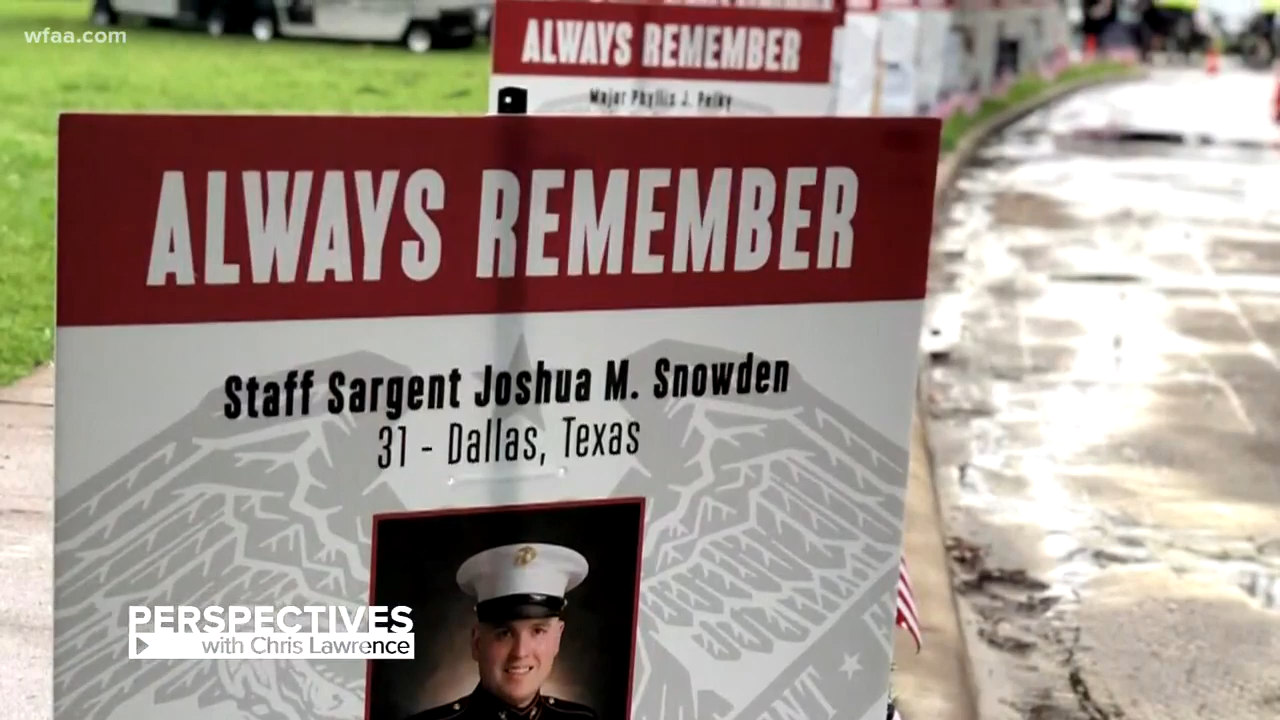 wfaa.com
ALWAYS REMEMBER
Major Phyllis J. Pelky
ALWAYS REMEMBER
Staff Sargent Joshua M. Snowden
31 - Dallas, Texas
PERSPECTIVES
with Chris Lawrence